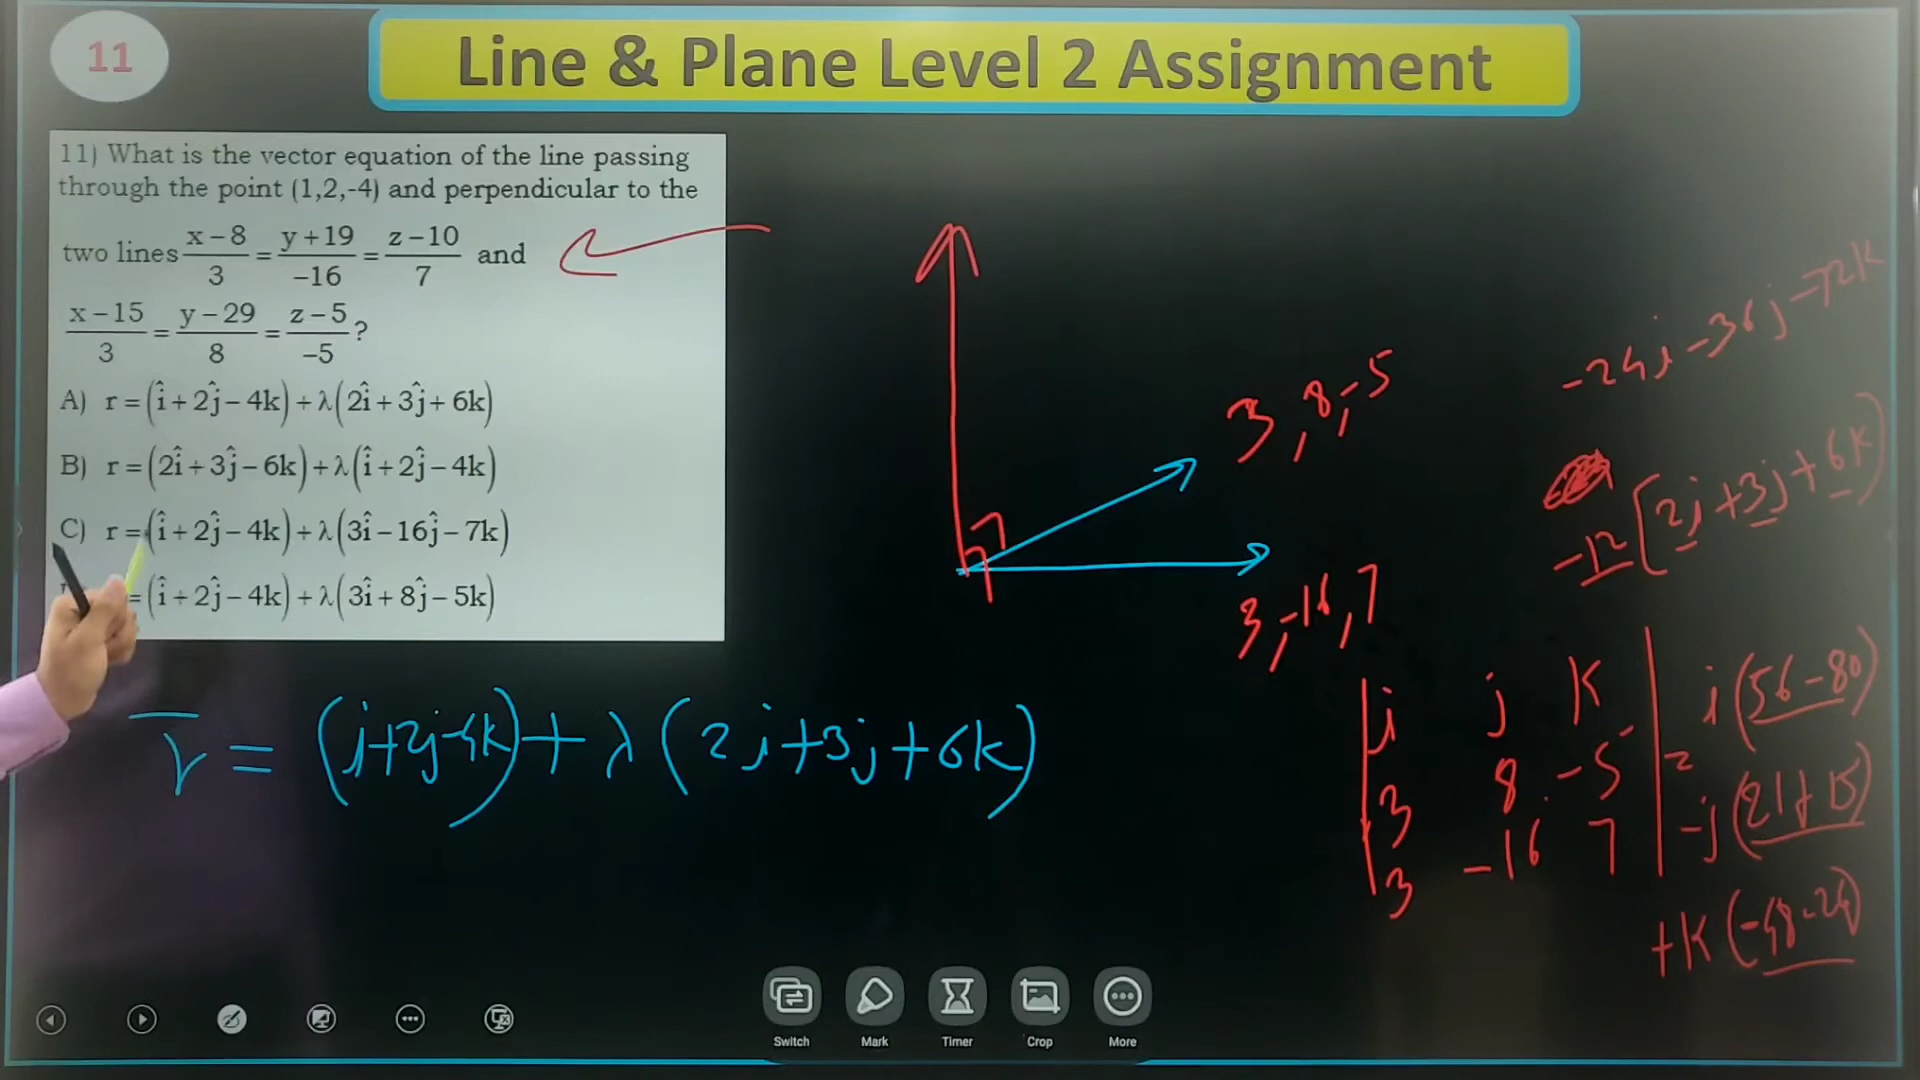 11
Line & Plane Level 2 Assignment
11) What is the vector equation of the line passing
through the point (1,2,-4) and perpendicular to the
two lines x−8/3 = y+19/−16 = z−10/7 and
x−15/3 = y−29/8 = z−5/−5 ?
A) r = (î + 2ĵ − 4k) + λ(2î + 3ĵ + 6k)
B) r = (2î + 3ĵ − 6k) + λ(î + 2ĵ − 4k)
C) r = (î + 2ĵ − 4k) + λ(3î − 16ĵ − 7k)
= (î + 2ĵ − 4k) + λ(3î + 8ĵ − 5k)
r̄ = (i+2j-4k) + λ (2i+3j+6k)
3, 8, -5
3, -16, 7
-24i -36j -72k
-12 [2i +3j +6k)
i j k
3 8 -5
3 -16 7
= i (56-80)
-j (21+15)
+k (-48-24)
Switch Mark Timer Crop More